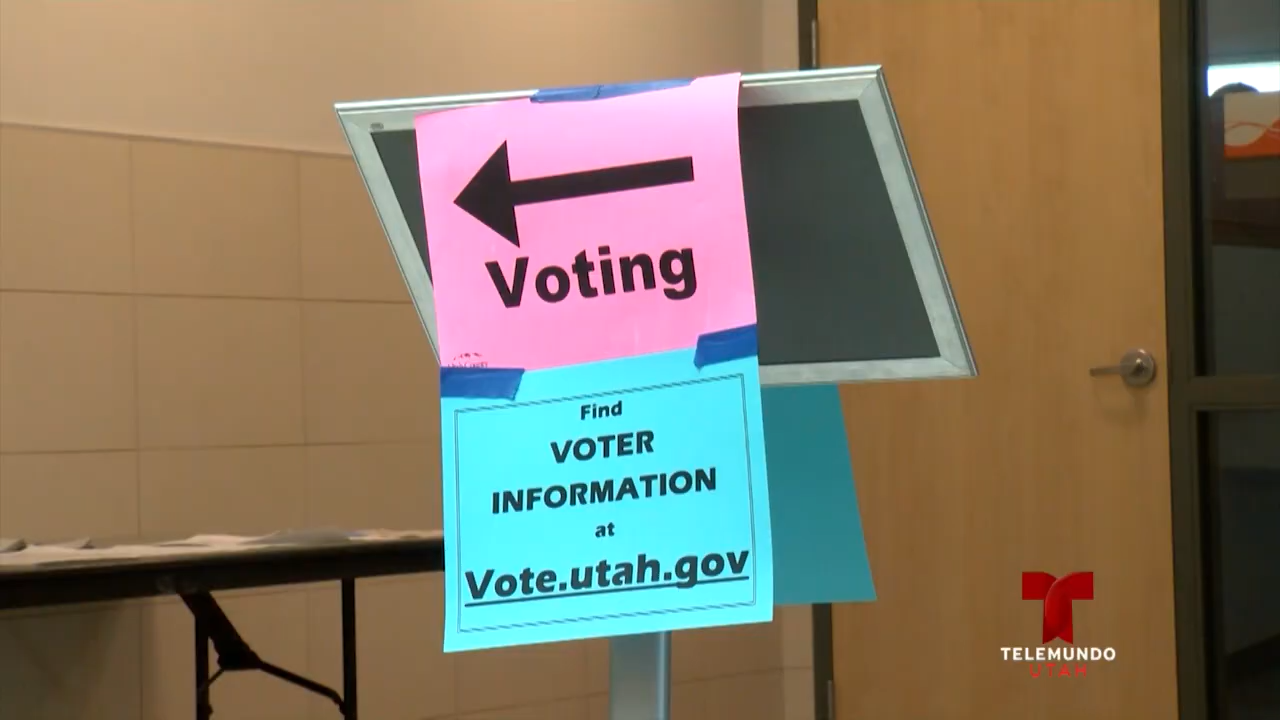 Voting
Find
VOTER
INFORMATION
at
Vote.utah.gov
TELEMUNDO
UTAH